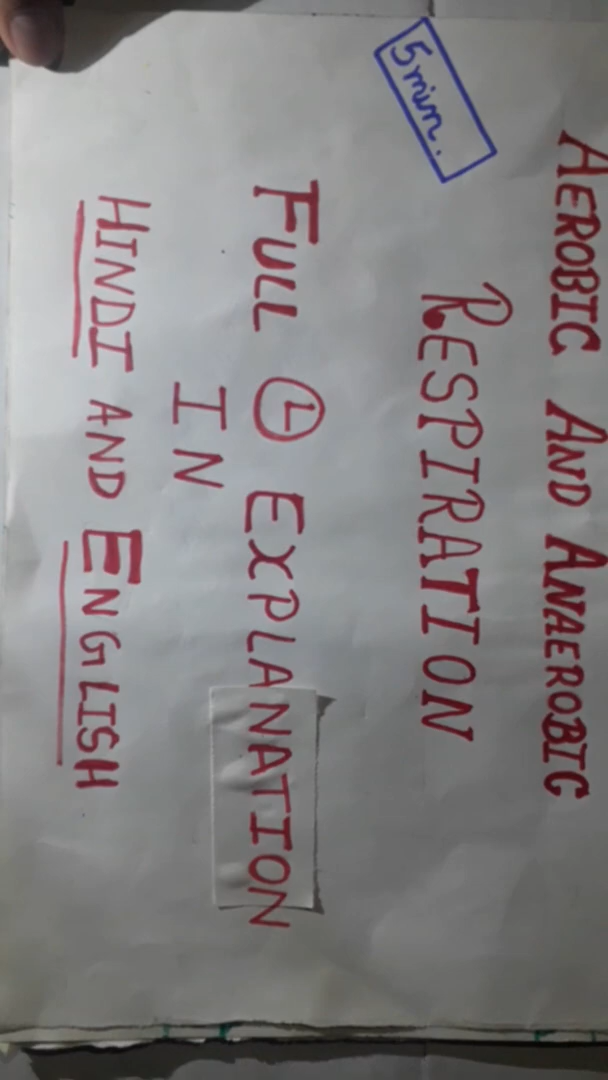 AEROBIC AND ANAEROBIC
5 min.
RESPIRATION
FULL EXPLANATION
IN
HINDI AND ENGLISH